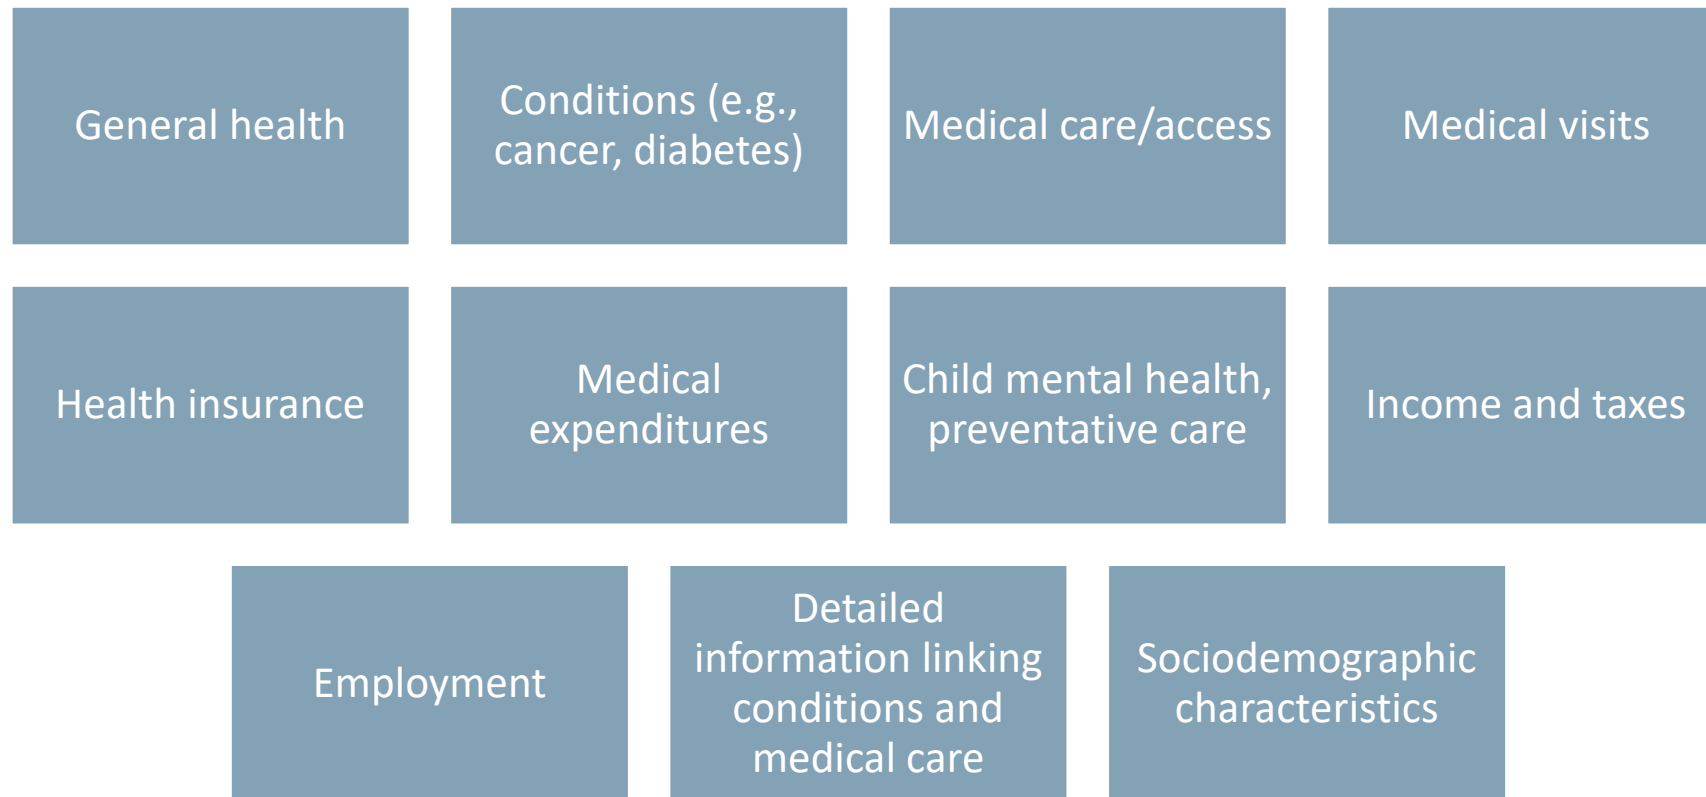 General health
Conditions (e.g.,
cancer, diabetes)
Medical care/access
Medical visits
Health insurance
Medical
expenditures
Child mental health,
preventative care
Income and taxes
Employment
Detailed
information linking
conditions and
medical care
Sociodemographic
characteristics